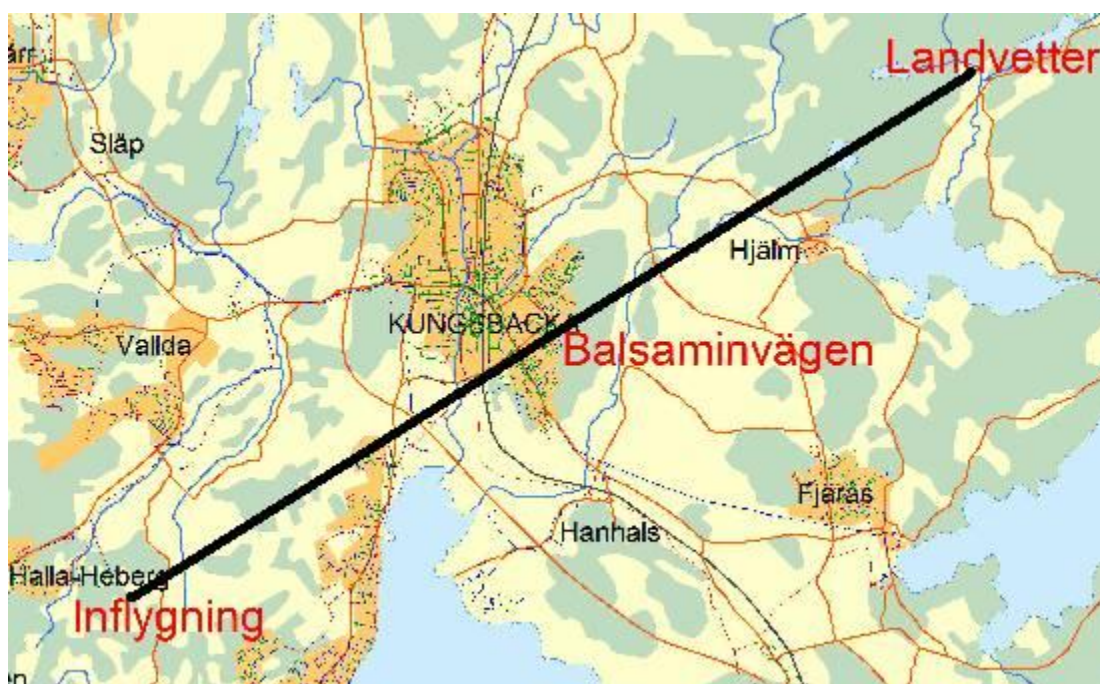 Landvetter
Släp
Hjälm
KUNGSBACKA
Vallda
Balsaminvägen
Fjärås
Hanhals
Halla-Heberg
Inflygning